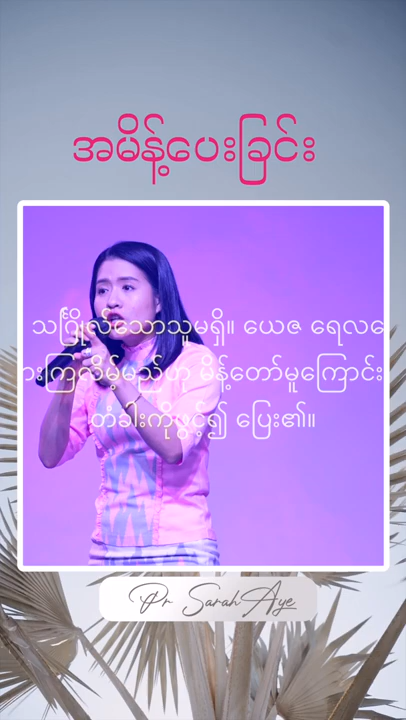 အမိန့်ပေးခြင်း
သင်္ဂြိုလ်သောသူမရှိ။ ယေဇ ရေလ
ကြလိမ့်မည်ဟု မိန့်တော်မူကြောင်း
တံခါးကိုဖွင့်၍ ပြေး၏။
Pr Sarah Aye